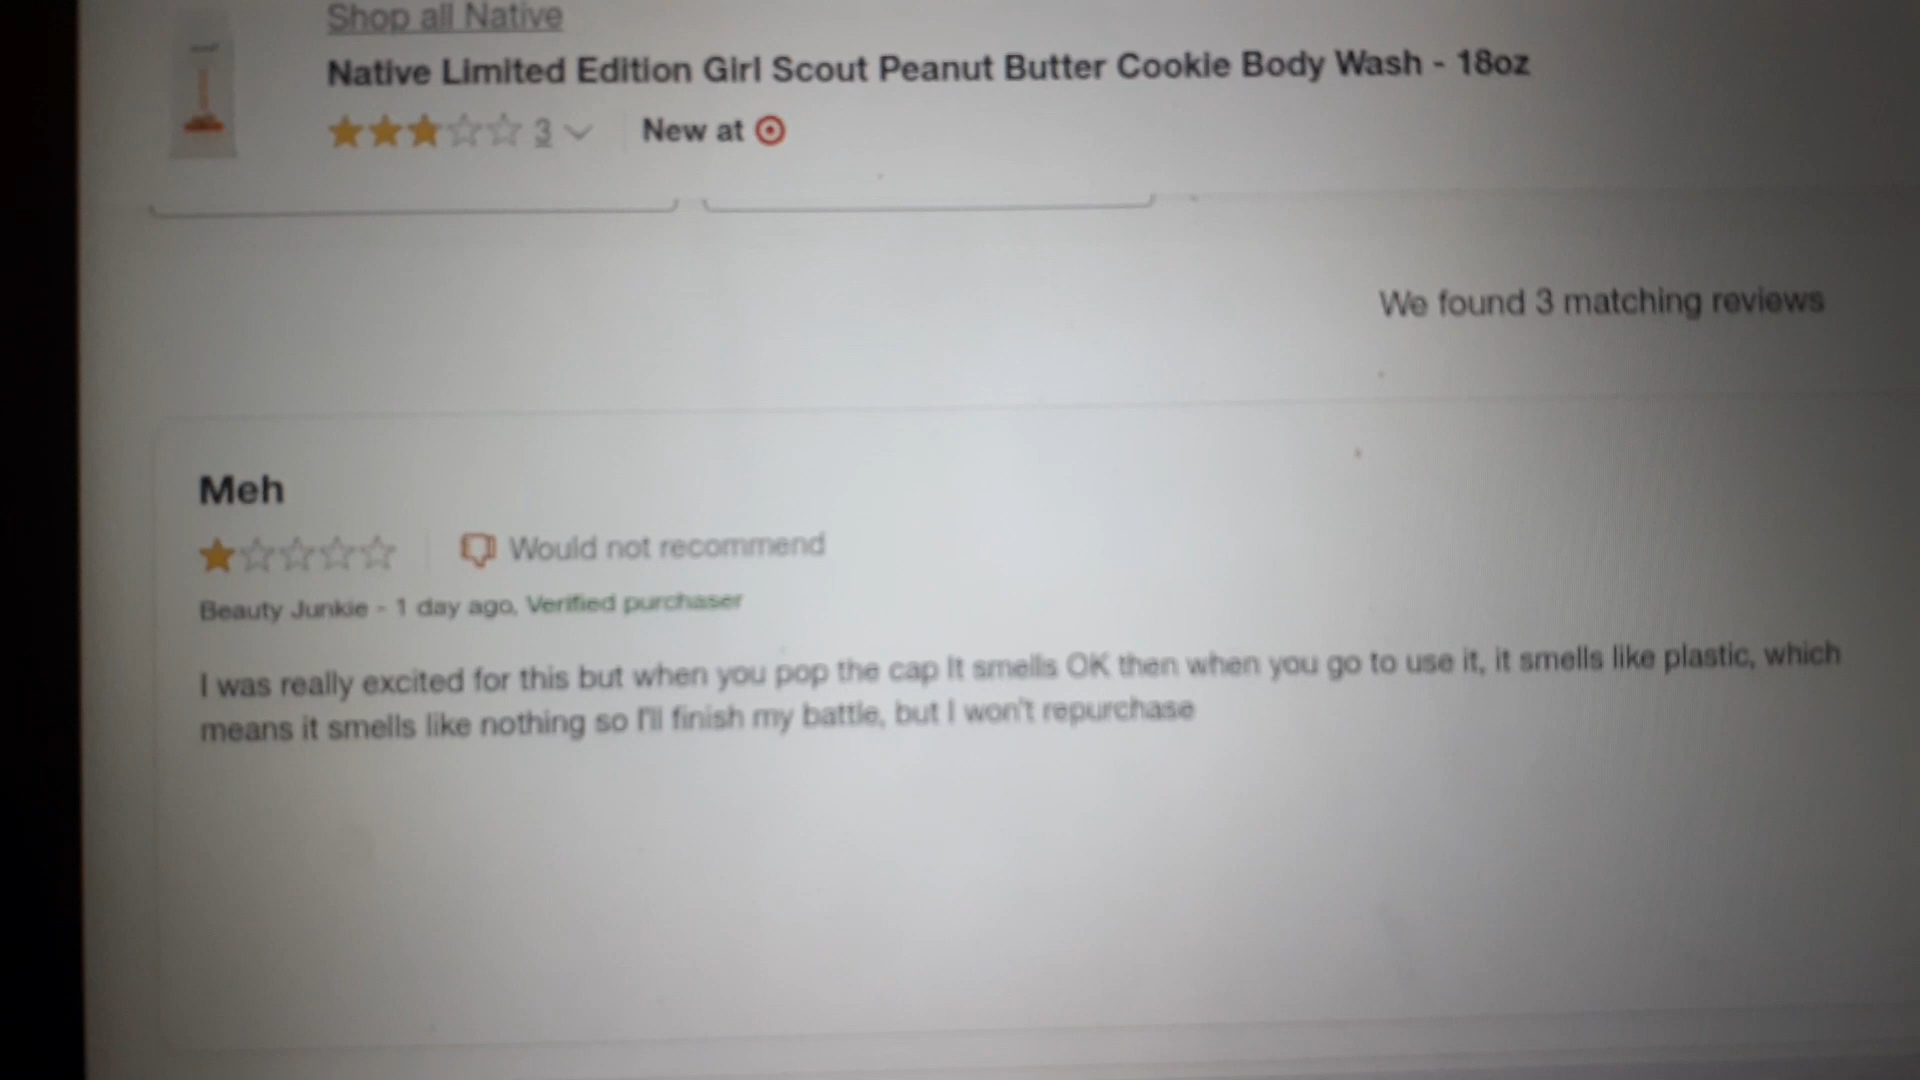 Shop all Native
Native Limited Edition Girl Scout Peanut Butter Cookie Body Wash - 18oz
3
New at
We found 3 matching reviews
Meh
Would not recommend
Beauty Junkie - 1 day ago, Verified purchaser
I was really excited for this but when you pop the cap It smells OK then when you go to use it, it smells like plastic, which
means it smells like nothing so I'll finish my battle, but I won't repurchase